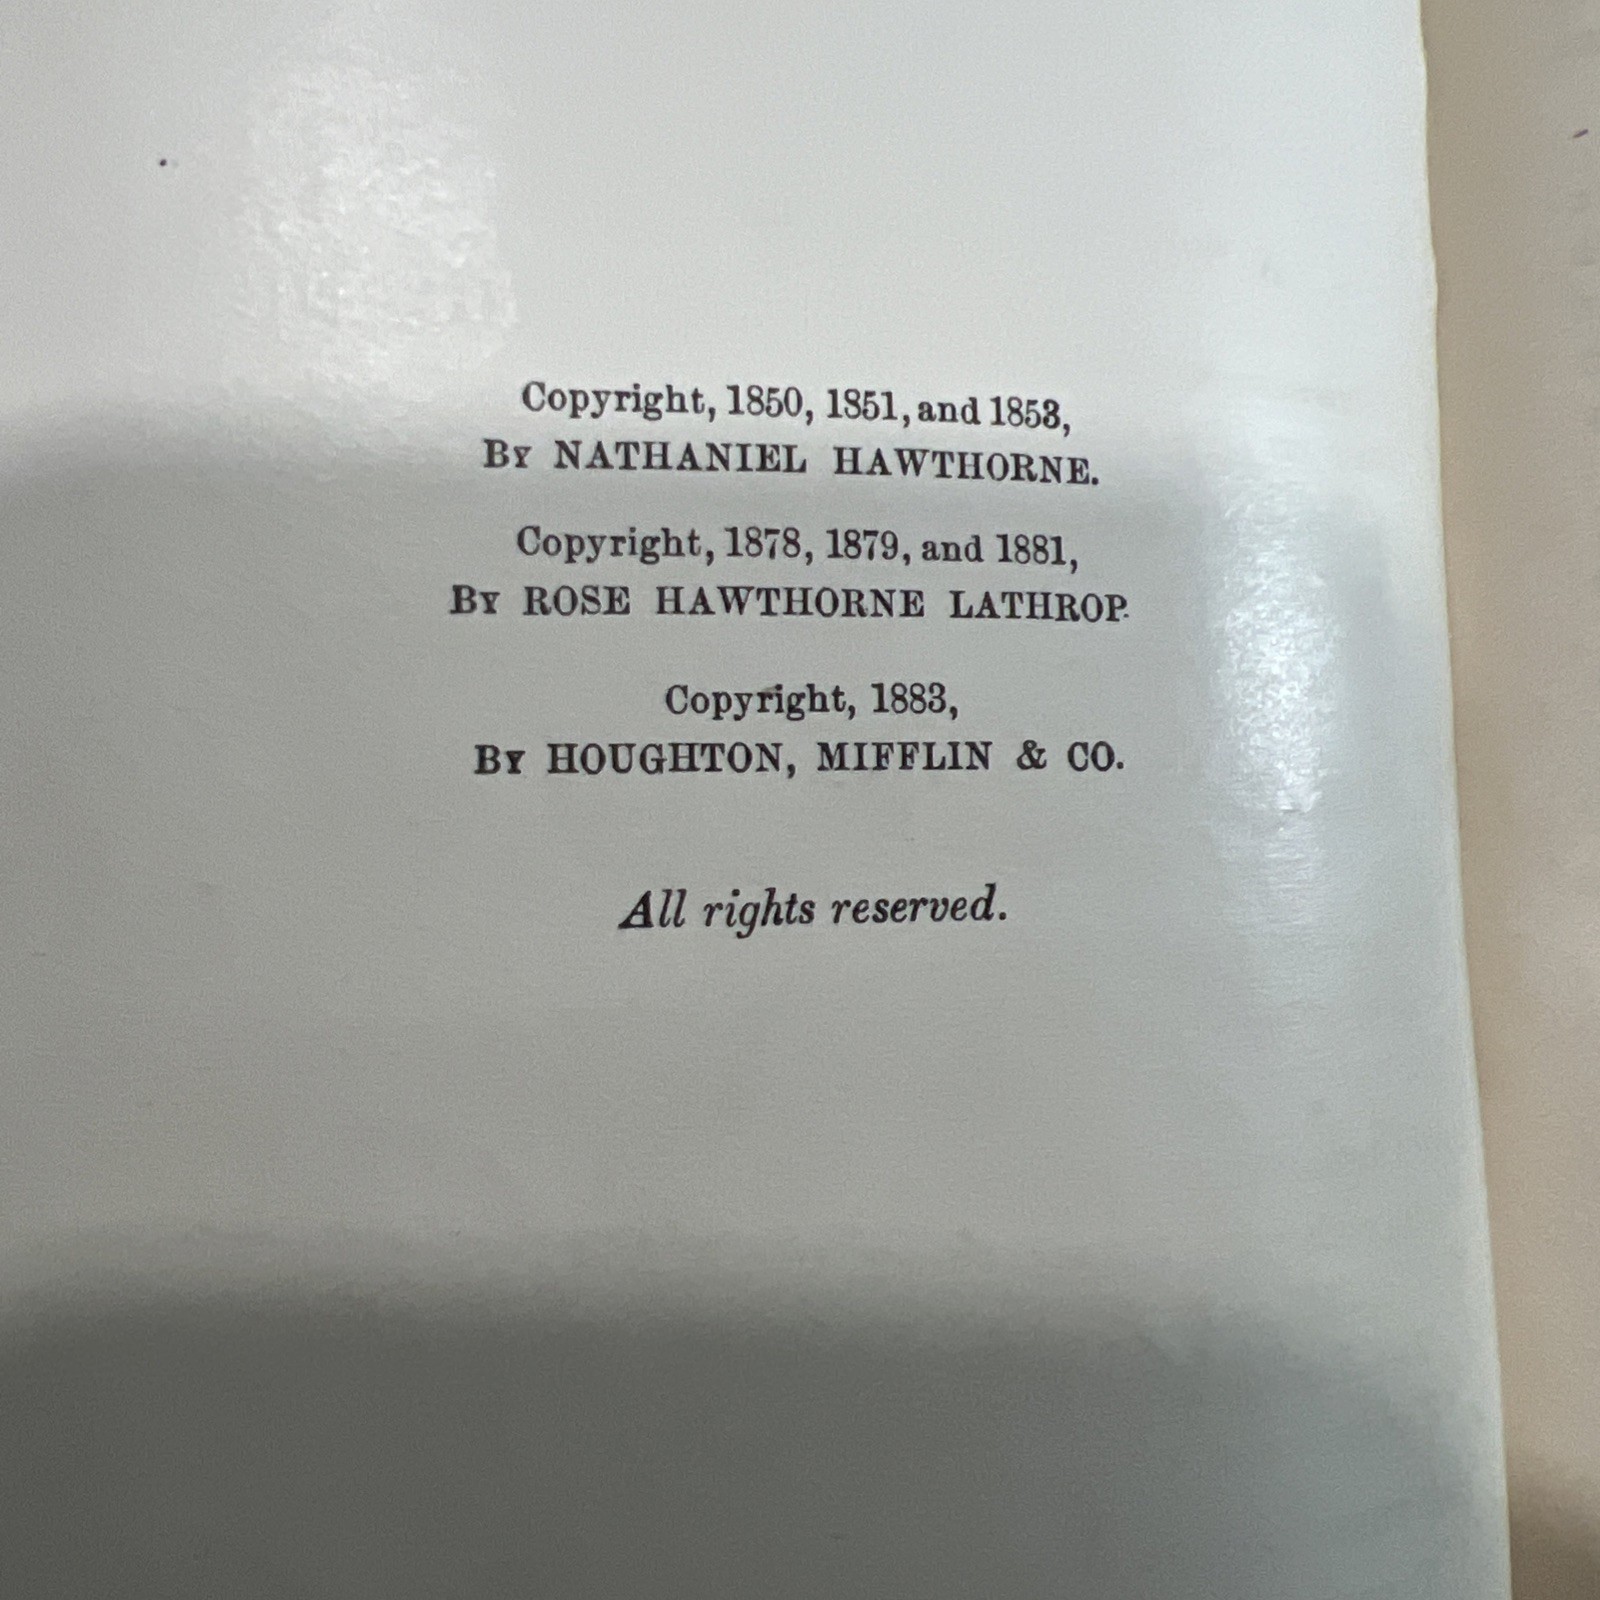 Copyright, 1850, 1851, and 1853,
By NATHANIEL HAWTHORNE.
Copyright, 1878, 1879, and 1881,
By ROSE HAWTHORNE LATHROP.
Copyright, 1883,
By HOUGHTON, MIFFLIN & CO.
All rights reserved.